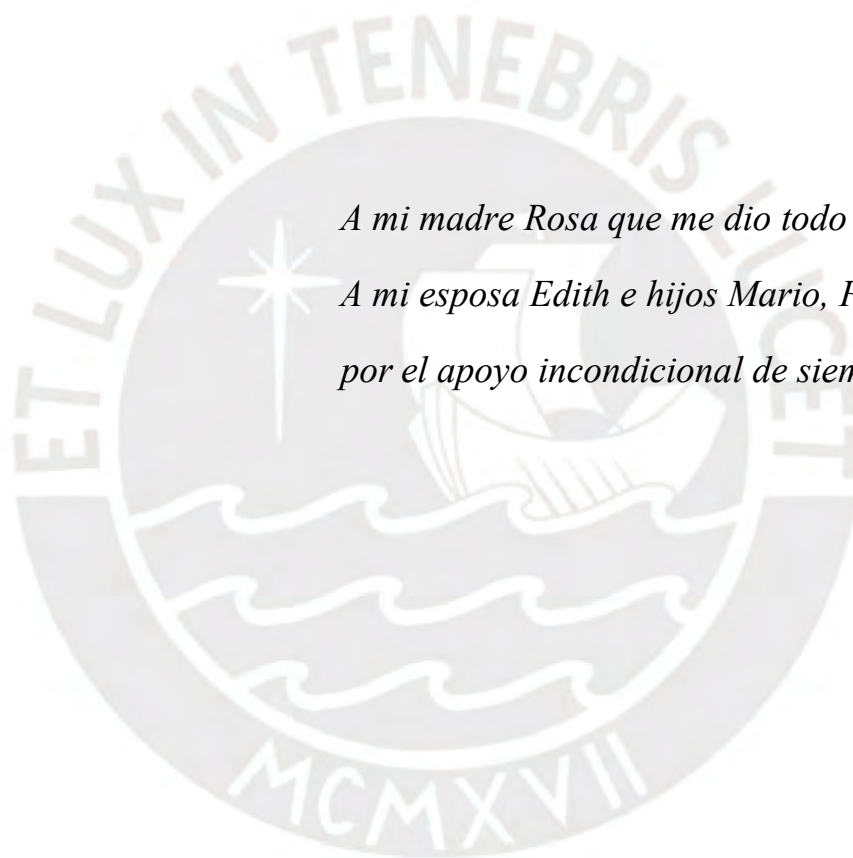 ET LUX IN TENEBRIS LUCET
A mi madre Rosa que me dio todo
A mi esposa Edith e hijos Mario,
por el apoyo incondicional de
MCMXVII